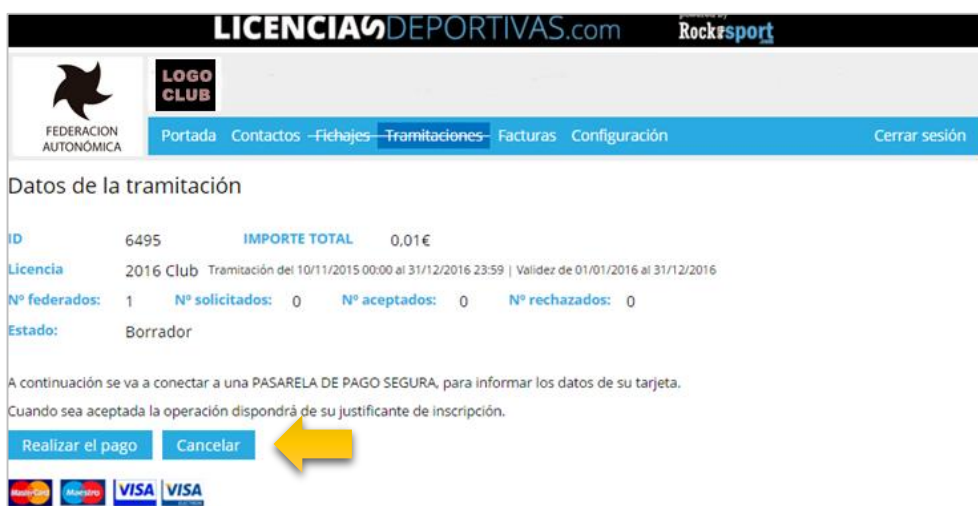 LICENCIASDEPORTIVAS.com
powered by
Rock&sport
LOGO
CLUB
FEDERACION
AUTONÓMICA
Portada Contactos Fichajes Tramitaciones Facturas Configuración Cerrar sesión
Datos de la tramitación
ID 6495 IMPORTE TOTAL 0,01€
Licencia 2016 Club Tramitación del 10/11/2015 00:00 al 31/12/2016 23:59 | Validez de 01/01/2016 al 31/12/2016
Nº federados: 1 Nº solicitados: 0 Nº aceptados: 0 Nº rechazados: 0
Estado: Borrador
A continuación se va a conectar a una PASARELA DE PAGO SEGURA, para informar los datos de su tarjeta.
Cuando sea aceptada la operación dispondrá de su justificante de inscripción.
Realizar el pago Cancelar
MasterCard Maestro VISA VISA